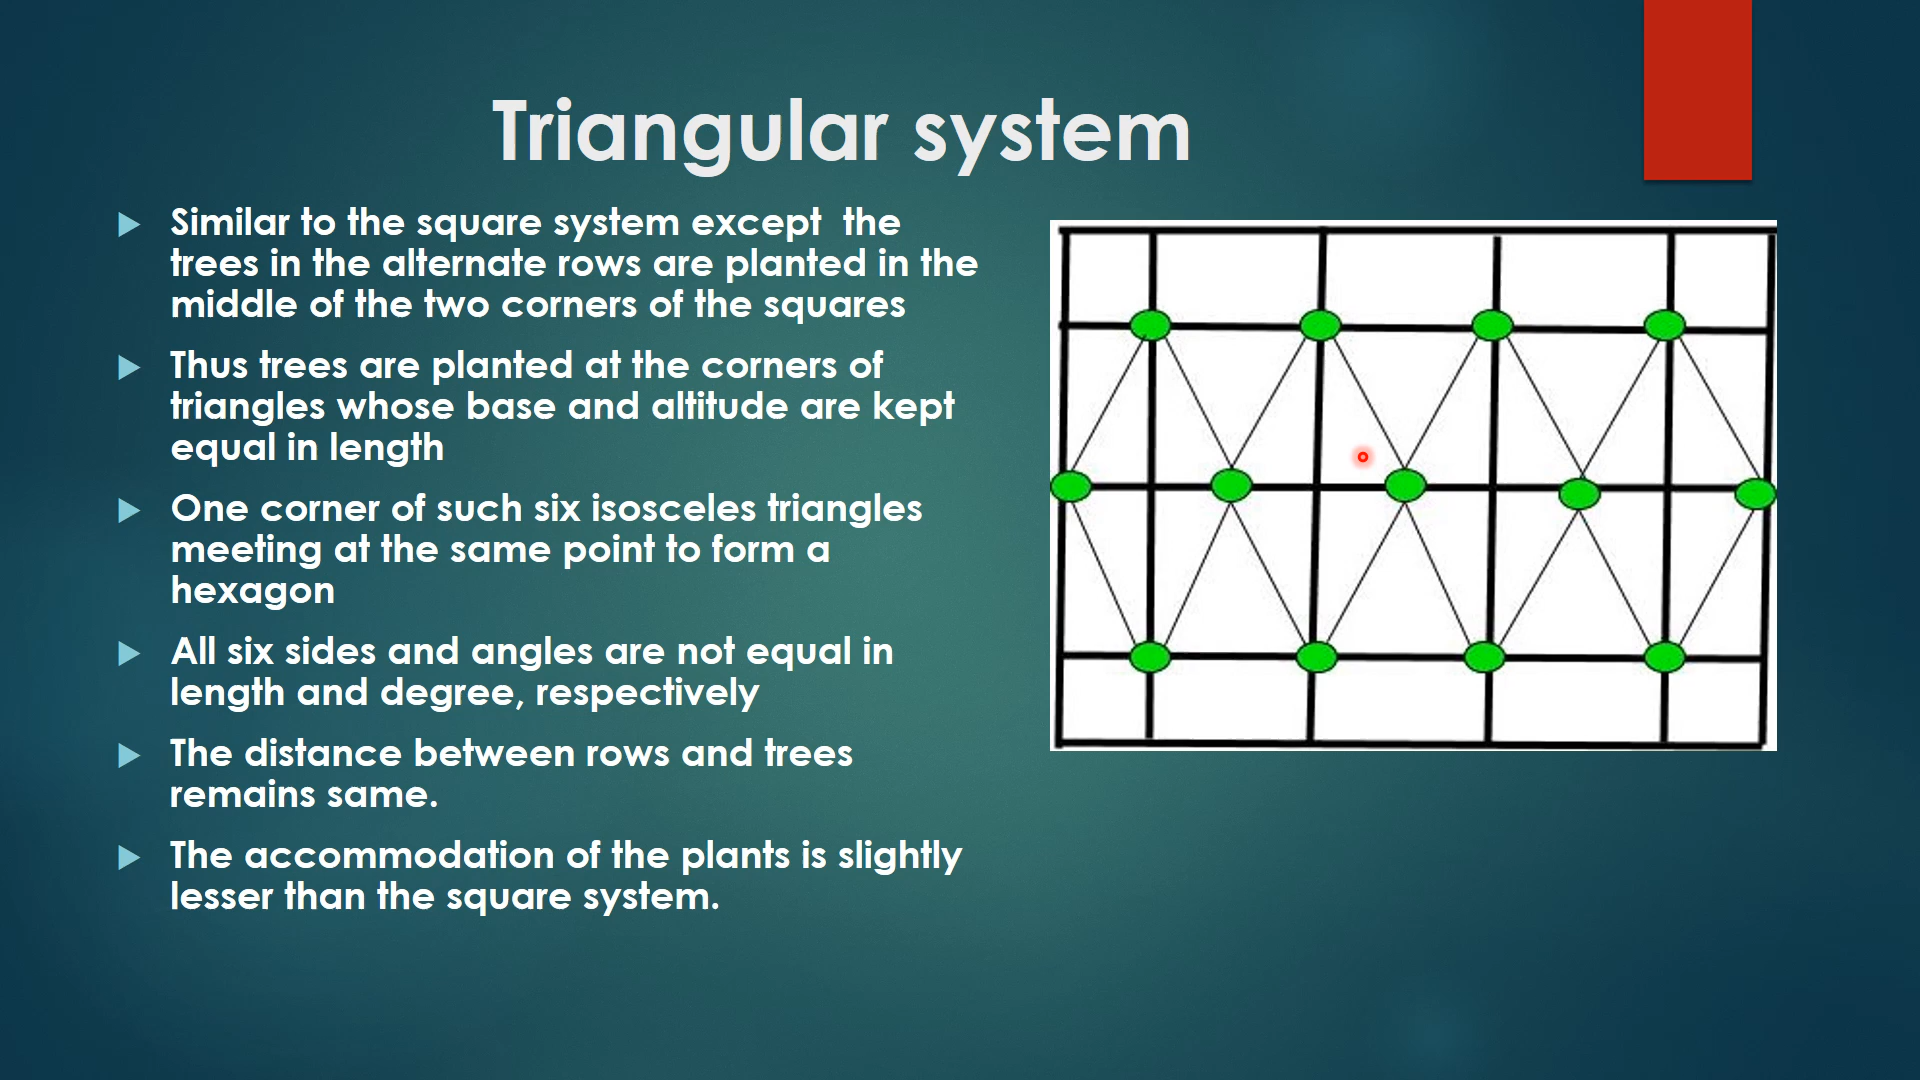 Triangular system
Similar to the square system except  the
trees in the alternate rows are planted in the
middle of the two corners of the squares
Thus trees are planted at the corners of
triangles whose base and altitude are kept
equal in length
One corner of such six isosceles triangles
meeting at the same point to form a
hexagon
All six sides and angles are not equal in
length and degree, respectively
The distance between rows and trees
remains same.
The accommodation of the plants is slightly
lesser than the square system.